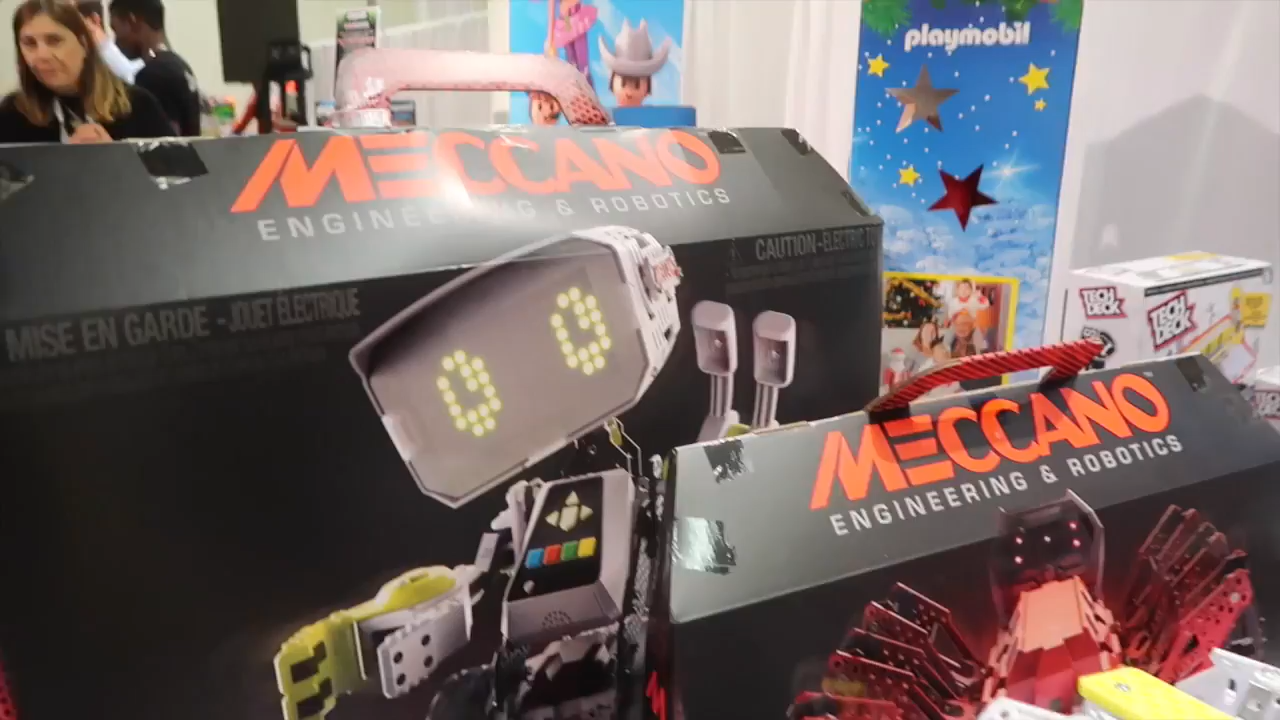 playmobil
MECCANO
ENGINEERING & ROBOTICS
CAUTION - ELECTRIC TO
MISE EN GARDE - JOUET ÉLECTRIQUE
TECH DECK
TECH DECK
MECCANO
ENGINEERING & ROBOTICS